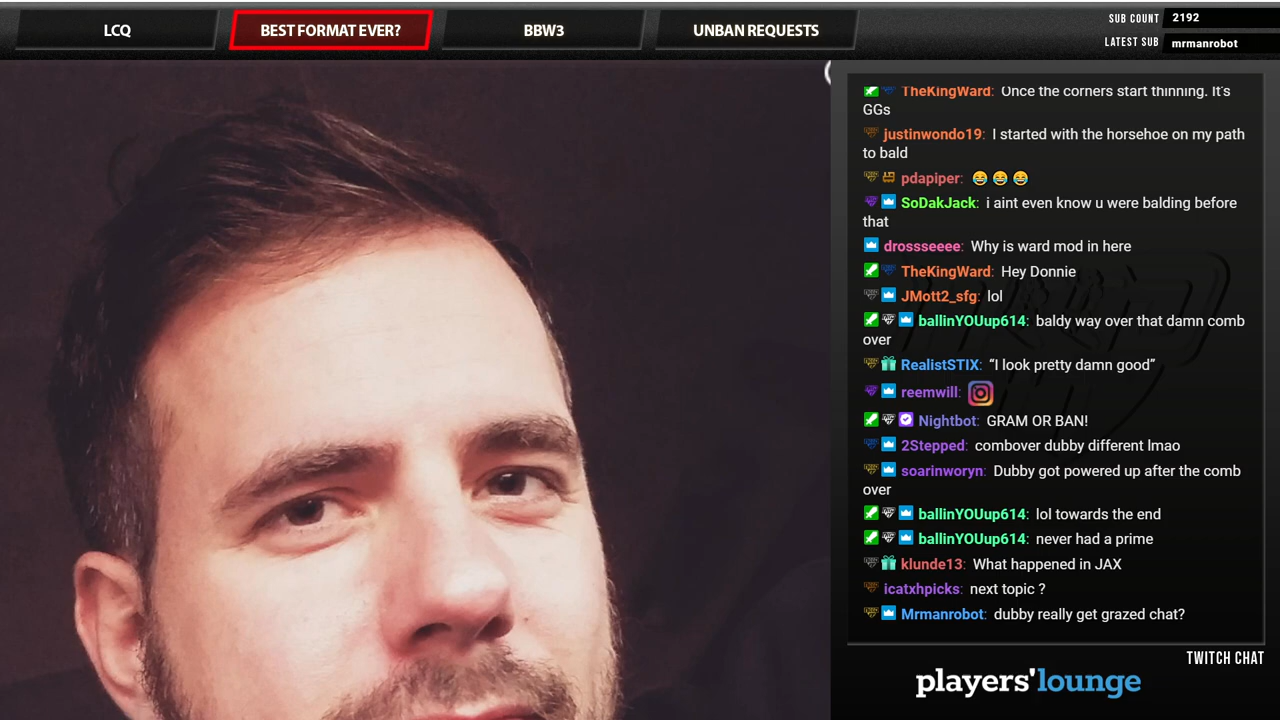 LCQ
BEST FORMAT EVER?
BBW3
UNBAN REQUESTS
SUB COUNT 2192
LATEST SUB mrmanrobot
TheKingWard: Once the corners start thinning. It's
GGs
justinwondo19: I started with the horsehoe on my path
to bald
pdapiper: 😂 😂 😂
SoDakJack: i aint even know u were balding before
that
drossseeee: Why is ward mod in here
TheKingWard: Hey Donnie
JMott2_sfg: lol
ballinYOUup614: baldy way over that damn comb
over
RealistSTIX: “I look pretty damn good”
reemwill:
Nightbot: GRAM OR BAN!
2Stepped: combover dubby different lmao
soarinworyn: Dubby got powered up after the comb
over
ballinYOUup614: lol towards the end
ballinYOUup614: never had a prime
klunde13: What happened in JAX
icatxhpicks: next topic ?
Mrmanrobot: dubby really get grazed chat?
TWITCH CHAT
players'lounge